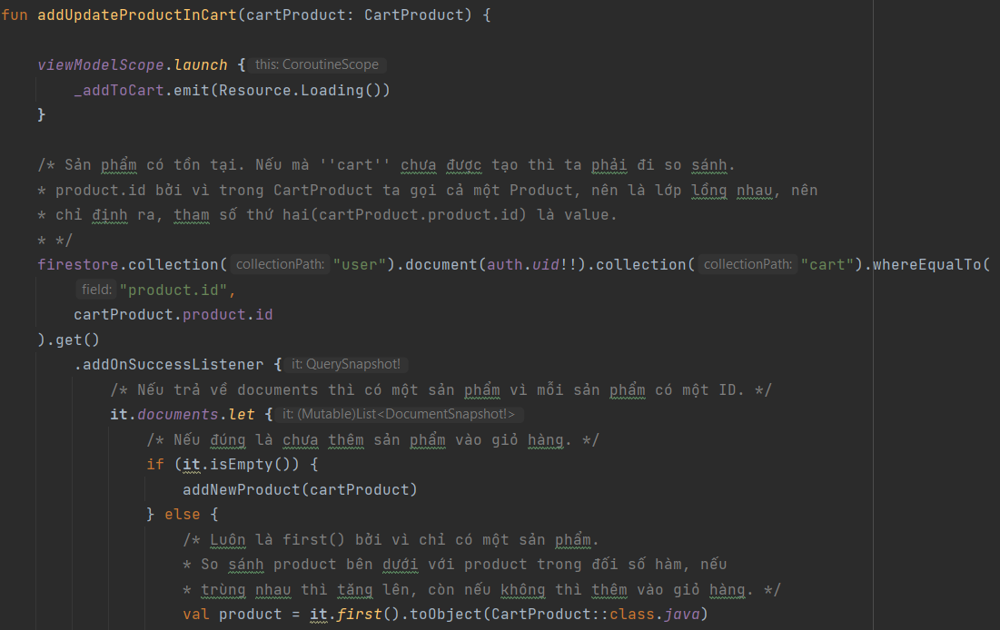 fun addUpdateProductInCart(cartProduct: CartProduct) {
viewModelScope.launch { this: CoroutineScope
_addToCart.emit(Resource.Loading())
}
/* Sản phẩm có tồn tại. Nếu mà ''cart'' chưa được tạo thì ta phải đi so sánh.
* product.id bởi vì trong CartProduct ta gọi cả một Product, nên là lớp lồng nhau, nên
* chỉ định ra, tham số thứ hai(cartProduct.product.id) là value.
* */
firestore.collection( collectionPath: "user").document(auth.uid!!).collection( collectionPath: "cart").whereEqualTo(
field: "product.id",
cartProduct.product.id
).get()
.addOnSuccessListener { it: QuerySnapshot!
/* Nếu trả về documents thì có một sản phẩm vì mỗi sản phẩm có một ID. */
it.documents.let { it: (Mutable)List<DocumentSnapshot!>
/* Nếu đúng là chưa thêm sản phẩm vào giỏ hàng. */
if (it.isEmpty()) {
addNewProduct(cartProduct)
} else {
/* Luôn là first() bởi vì chỉ có một sản phẩm.
* So sánh product bên dưới với product trong đối số hàm, nếu
* trùng nhau thì tăng lên, còn nếu không thì thêm vào giỏ hàng. */
val product = it.first().toObject(CartProduct::class.java)